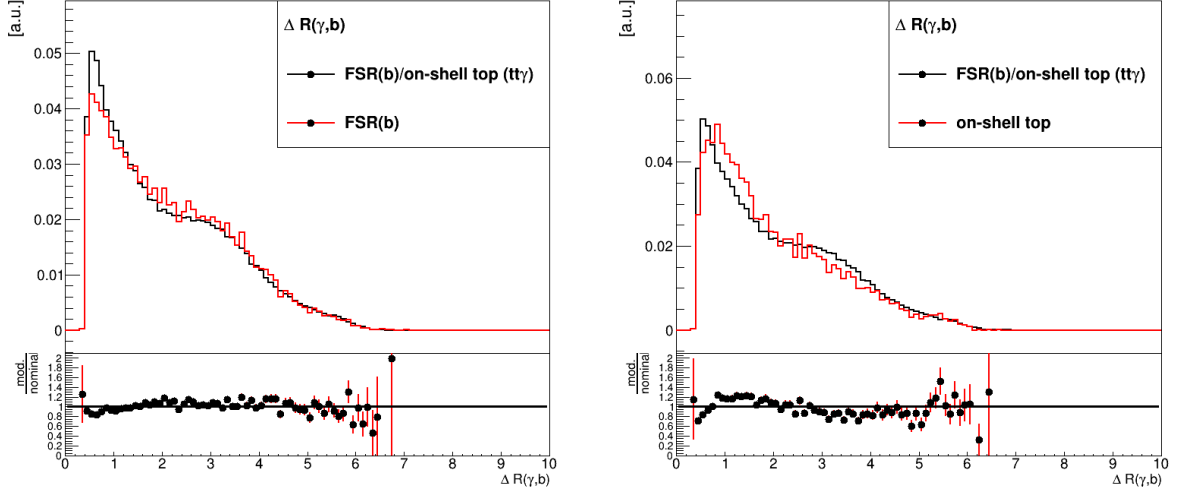 [a.u.]
Δ R(γ,b)
FSR(b)/on-shell top (ttγ)
FSR(b)
0.05
0.04
0.03
0.02
0.01
0
mod.
nominal
2
1.8
1.6
1.4
1.2
1
0.8
0.6
0.4
0.2
0
0 1 2 3 4 5 6 7 8 9 10
Δ R(γ,b)
[a.u.]
Δ R(γ,b)
FSR(b)/on-shell top (ttγ)
on-shell top
0.06
0.04
0.02
0
mod.
nominal
2
1.8
1.6
1.4
1.2
1
0.8
0.6
0.4
0.2
0
0 1 2 3 4 5 6 7 8 9 10
Δ R(γ,b)